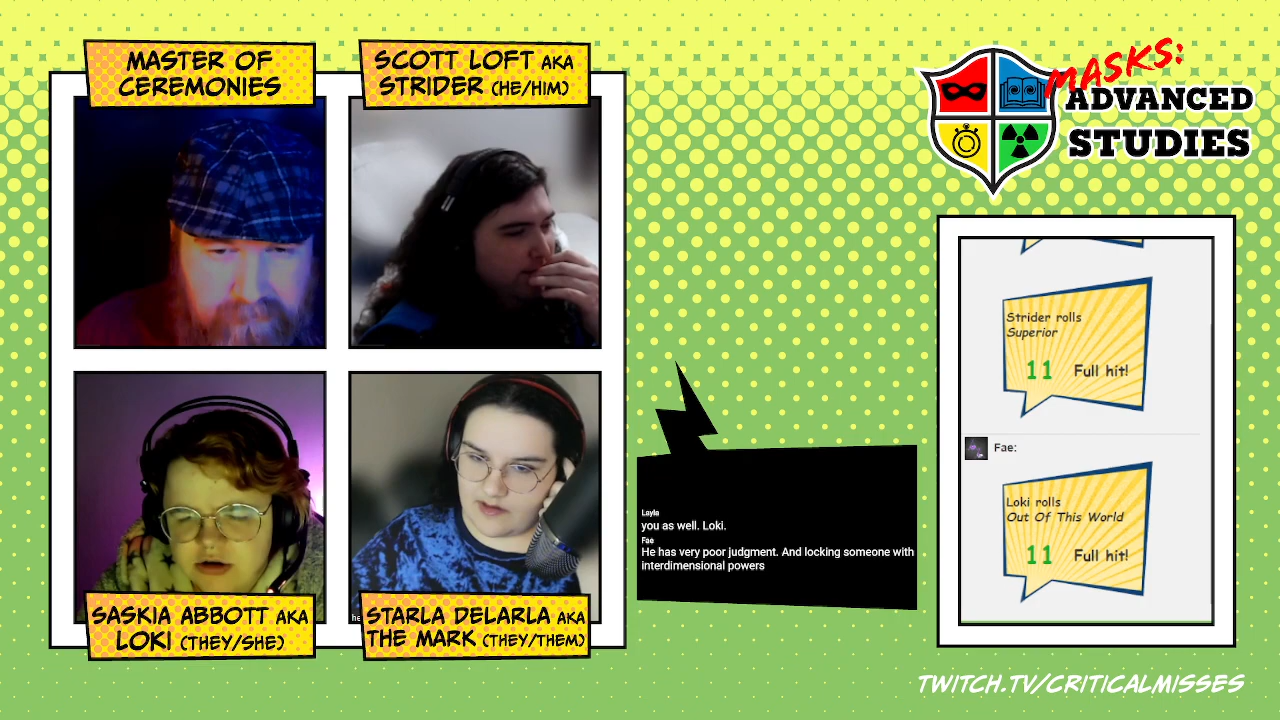 MASTER OF
CEREMONIES
SCOTT LOFT AKA
STRIDER (HE/HIM)
SASKIA ABBOTT AKA
LOKI (THEY/SHE)
he
STARLA DELARLA AKA
THE MARK (THEY/THEM)
Layla
you as well. Loki.
Fae
He has very poor judgment. And locking someone with
interdimensional powers
MASKS:
ADVANCED
STUDIES
Strider rolls
Superior
11 Full hit!
Fae:
Loki rolls
Out Of This World
11 Full hit!
TWITCH.TV/CRITICALMISSES